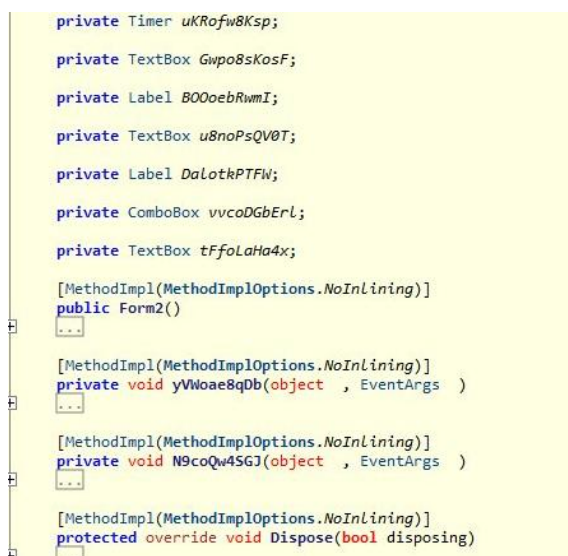 private Timer uKRofw8Ksp;
private TextBox Gwpo8sKosF;
private Label BOOoebRwmI;
private TextBox u8noPsQV0T;
private Label DalotkPTFW;
private ComboBox vvcoDGbErl;
private TextBox tFfoLaHa4x;
[MethodImpl(MethodImplOptions.NoInlining)]
public Form2()
...
[MethodImpl(MethodImplOptions.NoInlining)]
private void yVWoae8qDb(object , EventArgs )
...
[MethodImpl(MethodImplOptions.NoInlining)]
private void N9coQw4SGJ(object , EventArgs )
...
[MethodImpl(MethodImplOptions.NoInlining)]
protected override void Dispose(bool disposing)
...